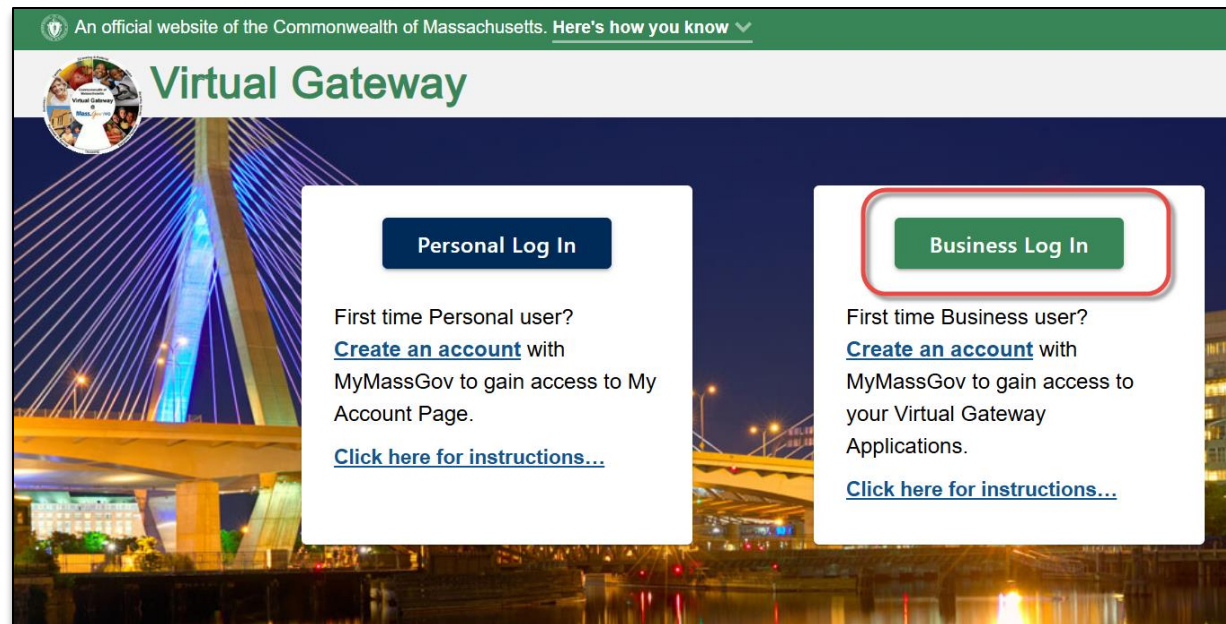 An official website of the Commonwealth of Massachusetts. Here's how you know
Virtual Gateway
Virtual Gateway
Personal Log In
First time Personal user?
Create an account with
MyMassGov to gain access to My
Account Page.
Click here for instructions...
Business Log In
First time Business user?
Create an account with
MyMassGov to gain access to
your Virtual Gateway
Applications.
Click here for instructions...